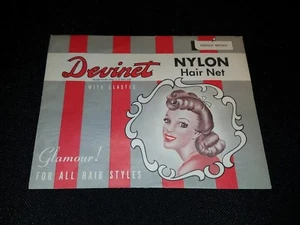 Devinet
WITH ELASTIC
NYLON
Hair Net
Glamour!
FOR ALL HAIR STYLES